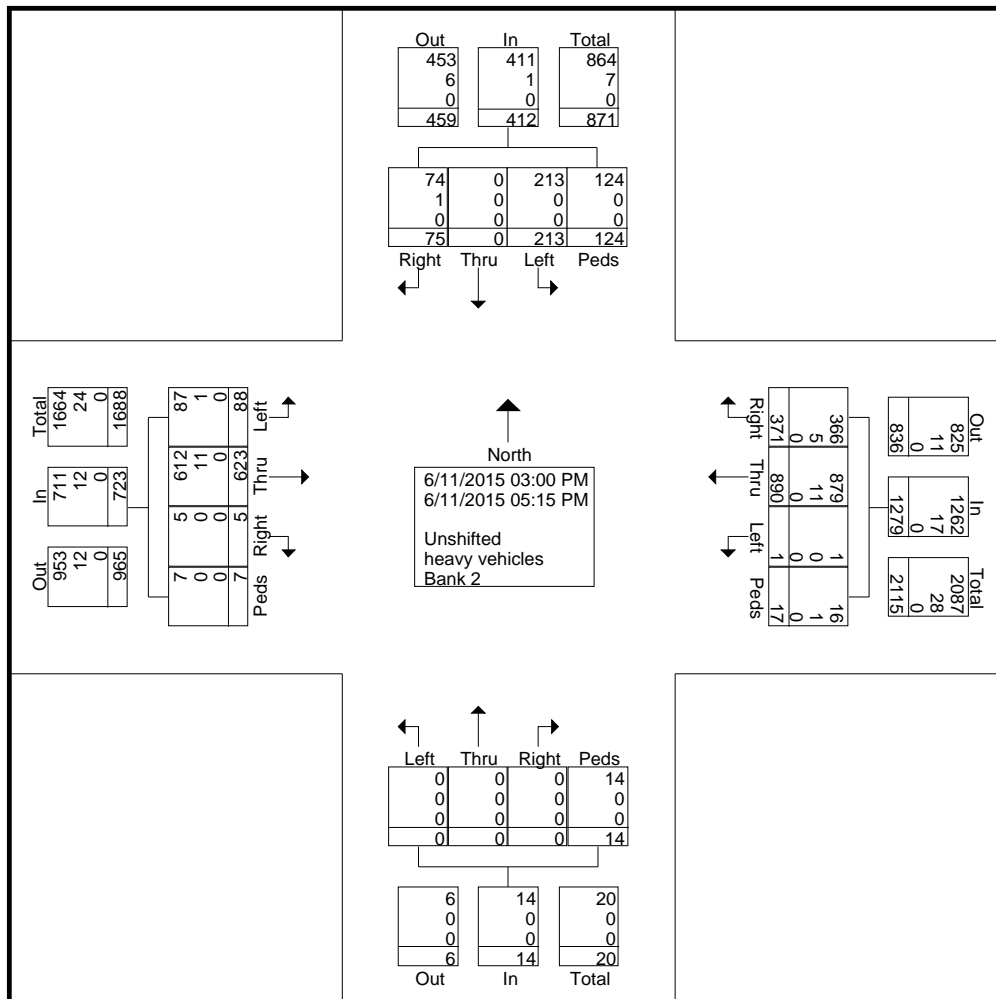 Out In Total
453 411 864
6 1 7
0 0 0
459 412 871
74 0 213 124
1 0 0 0
0 0 0 0
75 0 213 124
Right Thru Left Peds
Total
1664
24
0
1688
In
711
12
0
723
Out
953
12
0
965
87
1
0
88
Left
612
11
0
623
Thru
5
0
0
5
Right
7
0
0
7
Peds
North
6/11/2015 03:00 PM
6/11/2015 05:15 PM
Unshifted
heavy vehicles
Bank 2
Right
371
0
5
366
Thru
890
0
11
879
Left
1
0
0
1
Peds
17
0
1
16
Out
825
11
0
836
In
1262
17
0
1279
Total
2087
28
0
2115
Left Thru Right Peds
0 0 0 14
0 0 0 0
0 0 0 0
0 0 0 14
6 14 20
0 0 0
0 0 0
6 14 20
Out In Total